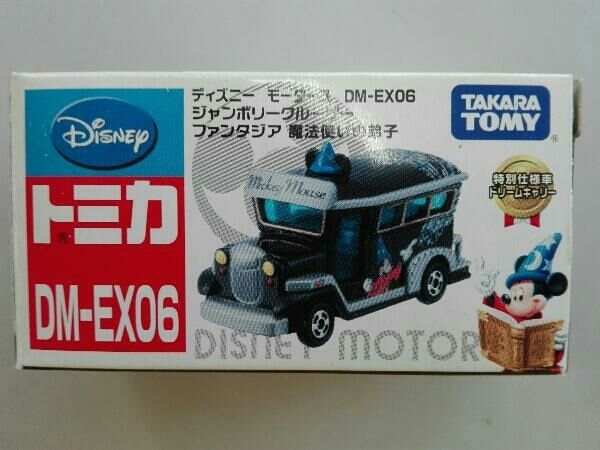 Disney
トミカ
DM-EX06
ディズニー モータース DM-EX06
ジャンボリークルーザー
ファンタジア 魔法使いの弟子
TAKARA
TOMY
特別仕様車
ドリームキャリー
Mickey Mouse
DISNEY MOTOR